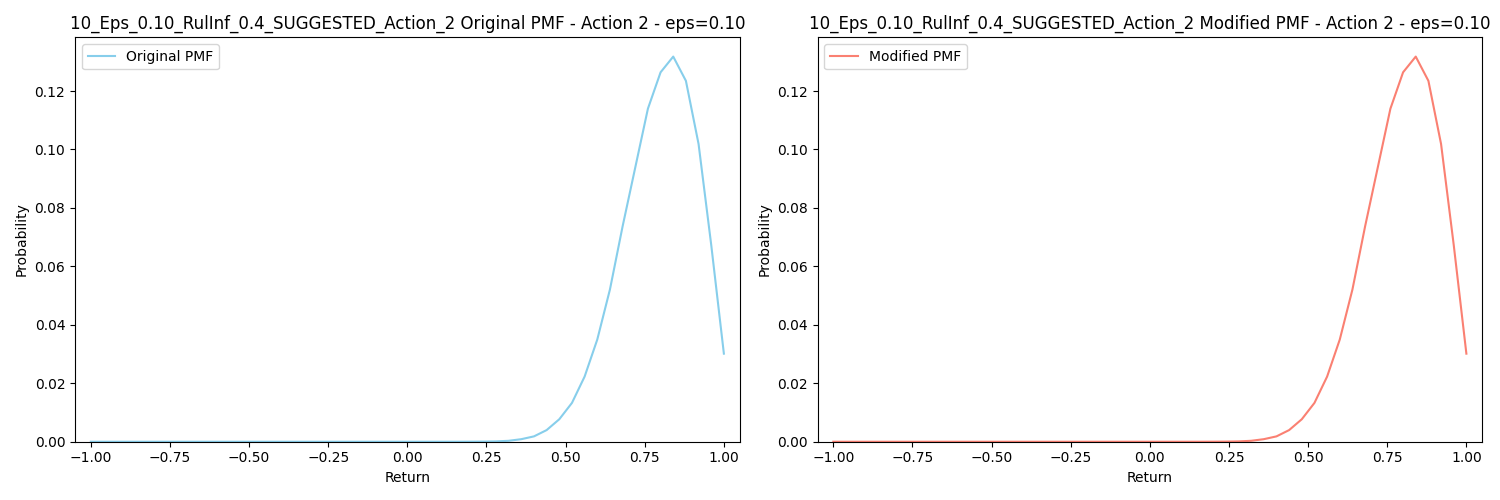 10_Eps_0.10_RulInf_0.4_SUGGESTED_Action_2 Original PMF - Action 2 - eps=0.10
Original PMF
Probability
0.12
0.10
0.08
0.06
0.04
0.02
0.00
−1.00 −0.75 −0.50 −0.25 0.00 0.25 0.50 0.75 1.00
Return
10_Eps_0.10_RulInf_0.4_SUGGESTED_Action_2 Modified PMF - Action 2 - eps=0.10
Modified PMF
Probability
0.12
0.10
0.08
0.06
0.04
0.02
0.00
−1.00 −0.75 −0.50 −0.25 0.00 0.25 0.50 0.75 1.00
Return